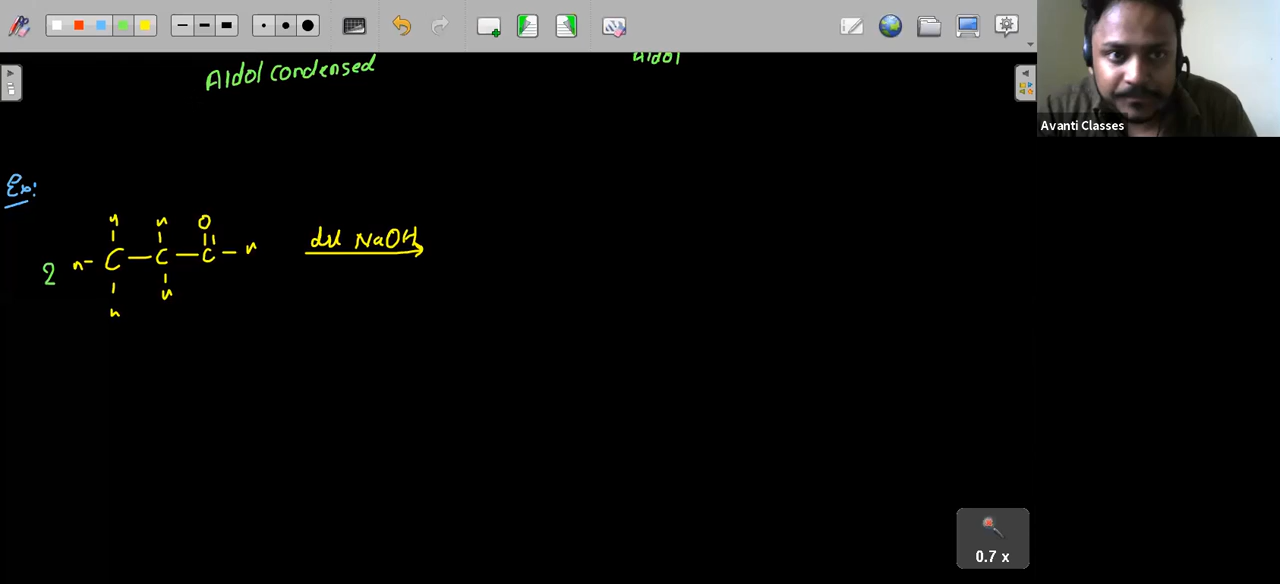 Aldol condensed
Aldol
Avanti Classes
Ex:
H H O
2 H- C - C - C - H
H H
dil NaOH
0.7 x